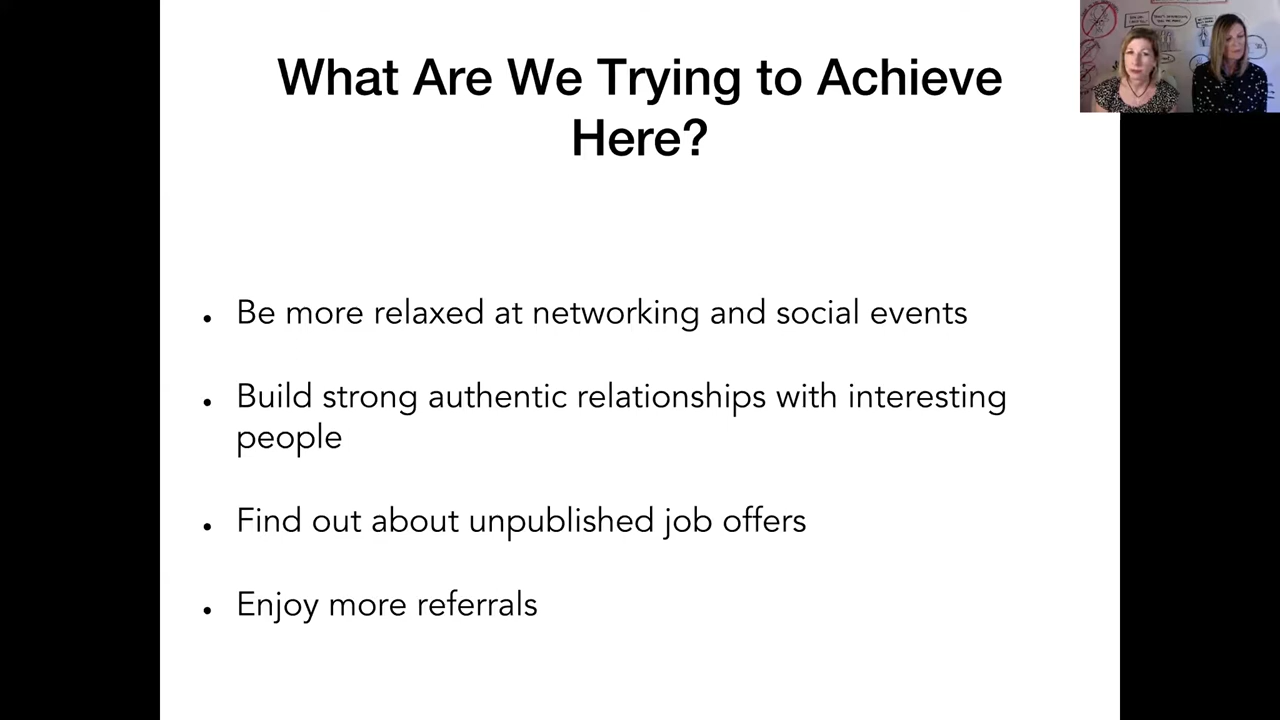 What Are We Trying to Achieve
Here?
• Be more relaxed at networking and social events
• Build strong authentic relationships with interesting
people
• Find out about unpublished job offers
• Enjoy more referrals